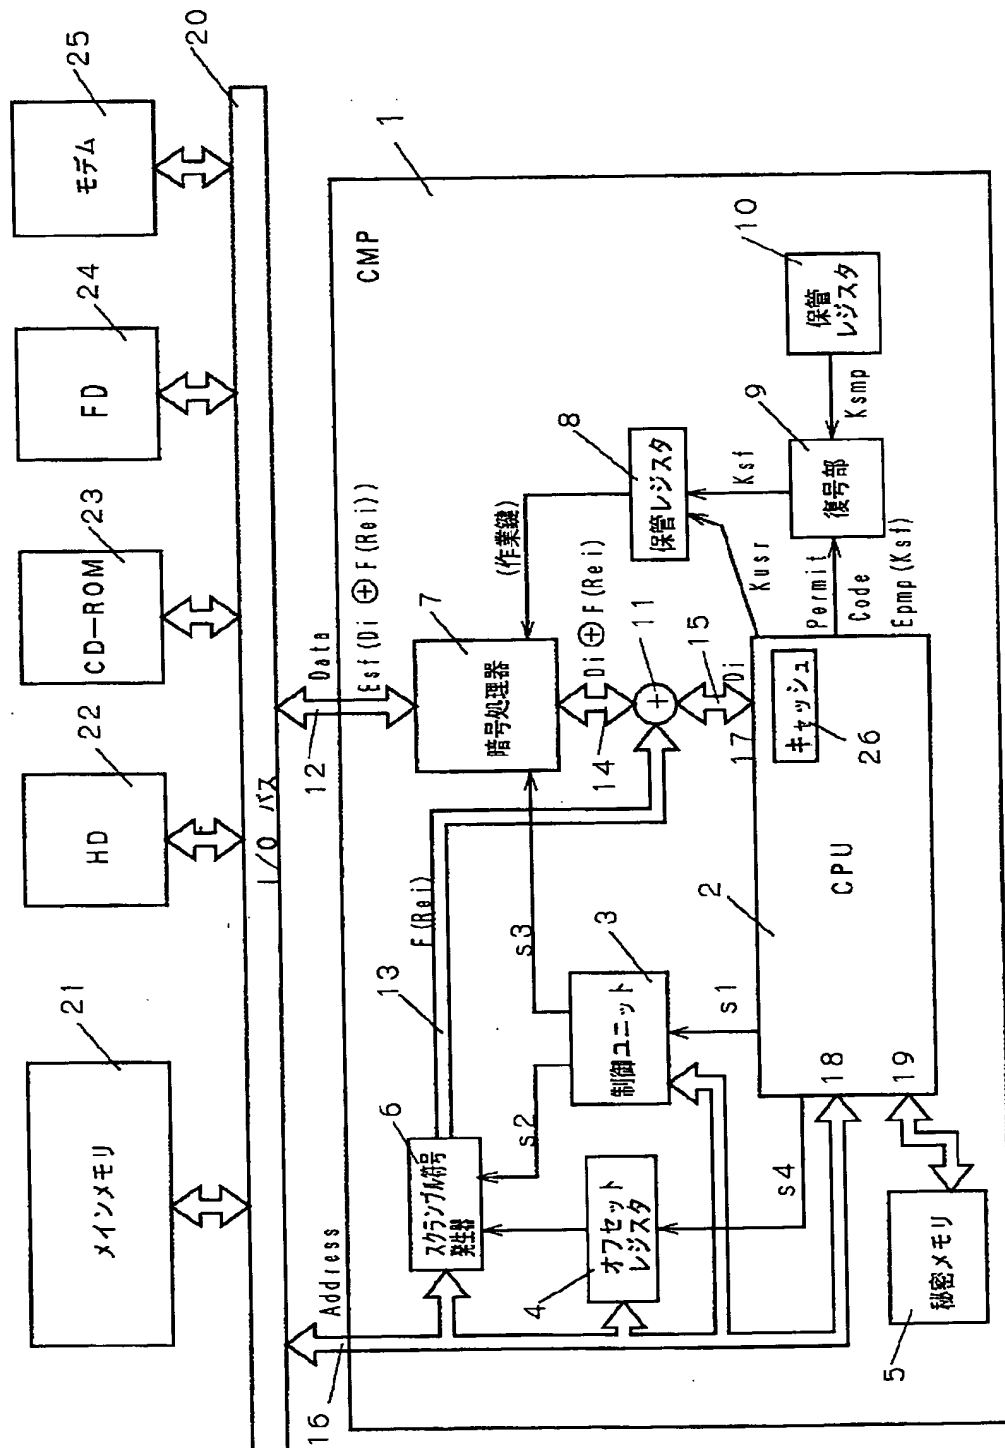 メインメモリ
21
HD
22
CD-ROM
23
FD
24
モデム
25
I/O バス
20
16
Address
12
Data
Esf(Di ⊕ F(Rei))
CMP
1
スクランブル符号
発生器
6
13
F(Rei)
暗号処理器
7
(作業鍵)
s2
s3
14
Di⊕F(Rei)
11
15
Di
オフセット
レジスタ
4
制御ユニット
3
保管レジスタ
8
Ksf
Kusr
s4
s1
復号部
9
Ksmp
保管
レジスタ
10
Permit
Code
Epmp(Ksf)
CPU
2
17
キャッシュ
26
18
19
秘密メモリ
5